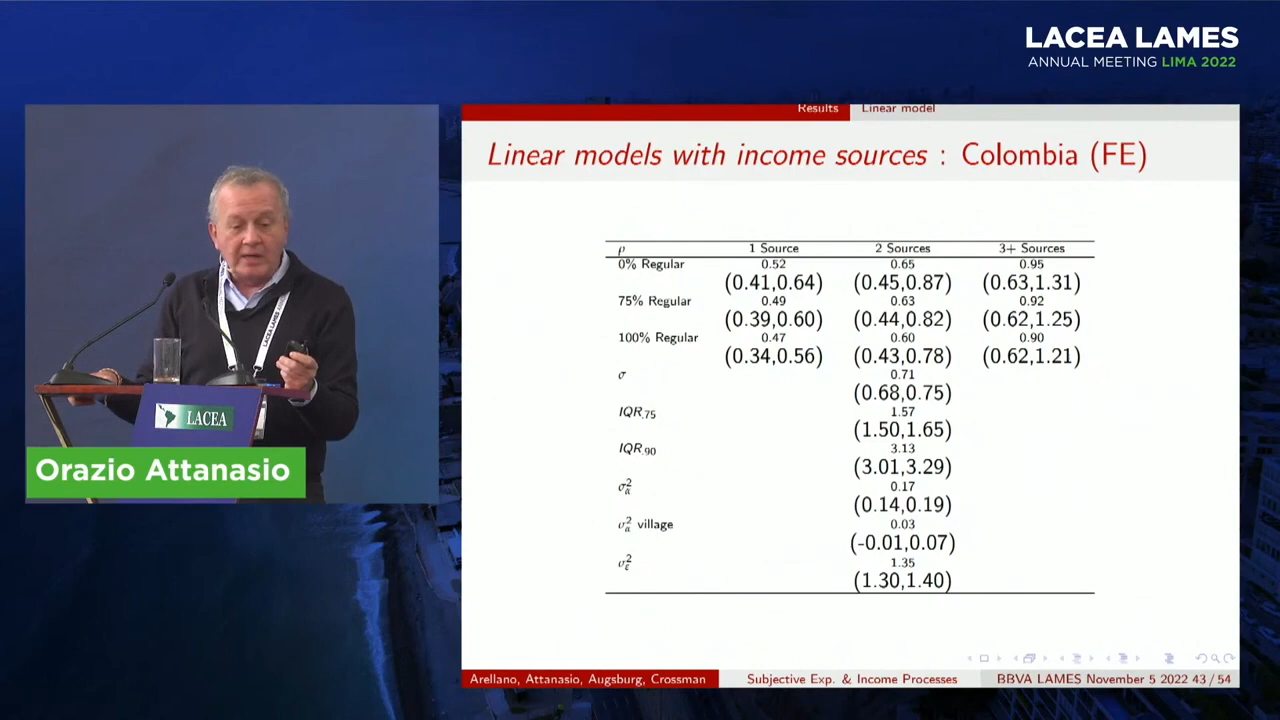 LACEA LAMES
ANNUAL MEETING LIMA 2022
Results Linear model
Linear models with income sources : Colombia (FE)
ρ 1 Source 2 Sources 3+ Sources
0% Regular 0.52 0.65 0.95
(0.41,0.64) (0.45,0.87) (0.63,1.31)
75% Regular 0.49 0.63 0.92
(0.39,0.60) (0.44,0.82) (0.62,1.25)
100% Regular 0.47 0.60 0.90
(0.34,0.56) (0.43,0.78) (0.62,1.21)
σ 0.71
(0.68,0.75)
IQR.75 1.57
(1.50,1.65)
IQR.90 3.13
(3.01,3.29)
σ²α 0.17
(0.14,0.19)
σ²α village 0.03
(-0.01,0.07)
σ²ε 1.35
(1.30,1.40)
LACEA LAMES
LACEA
Orazio Attanasio
Arellano, Attanasio, Augsburg, Crossman Subjective Exp. & Income Processes BBVA LAMES November 5 2022 43 / 54